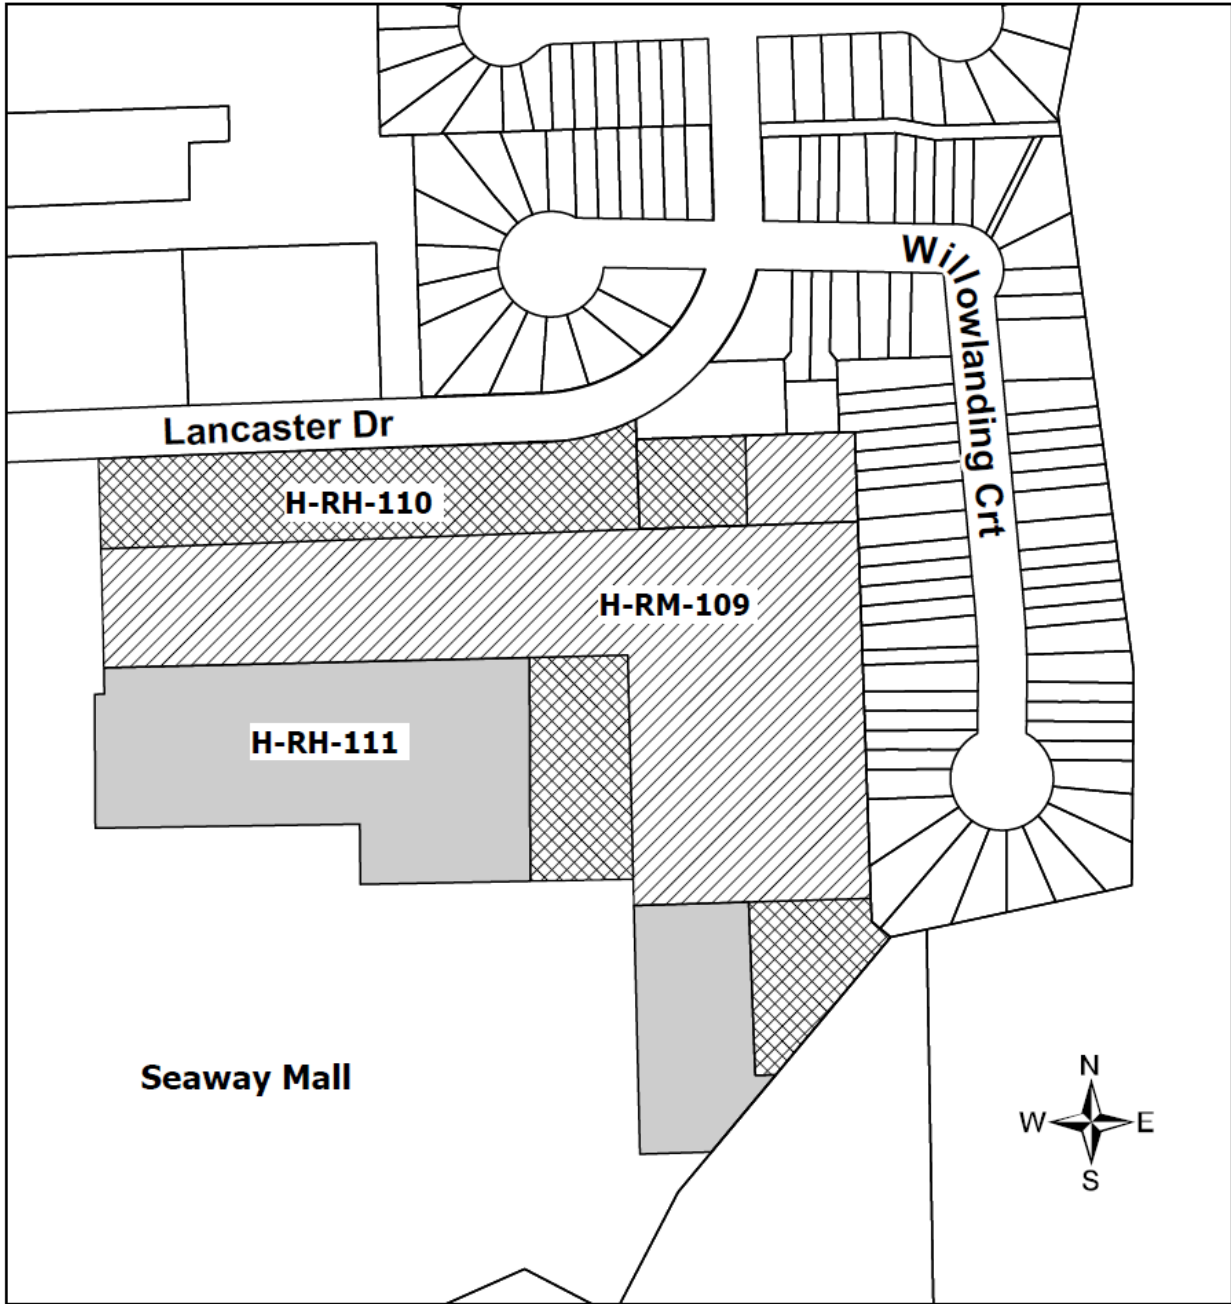 Willowlanding Crt
Lancaster Dr
H-RH-110
H-RM-109
H-RH-111
Seaway Mall
N
W E
S